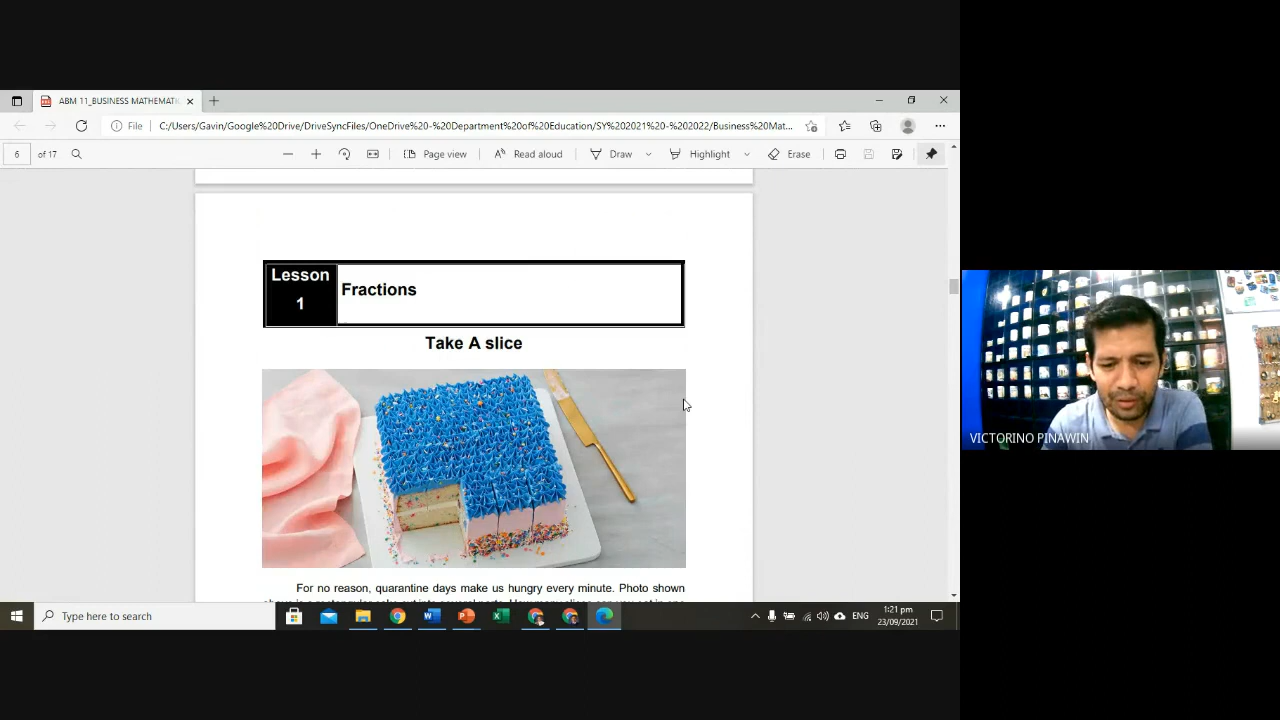 ABM 11_BUSINESS MATHEMATI
File C:/Users/Gavin/Google%20Drive/DriveSyncFiles/OneDrive%20-%20Department%20of%20Education/SY%202021%20-%202022/Business%20Mat...
6 of 17 Page view Read aloud Draw Highlight Erase
Lesson
1
Fractions
Take A slice
VICTORINO PINAWIN
For no reason, quarantine days make us hungry every minute. Photo shown
Type here to search
ENG
1:21 pm
23/09/2021